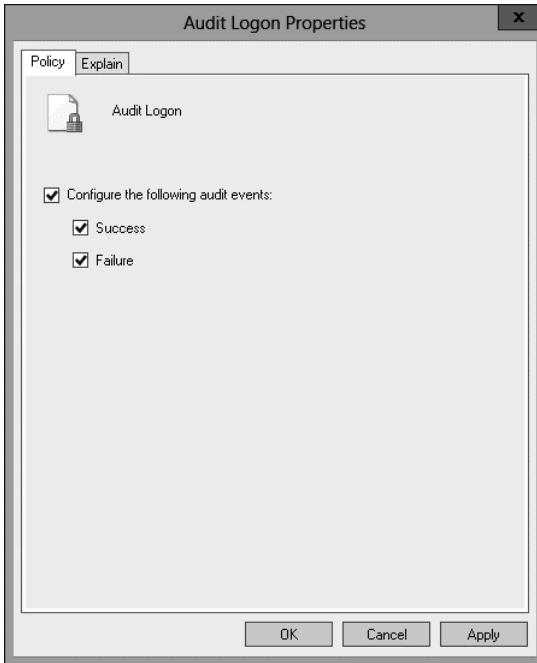 Audit Logon Properties
x
Policy Explain
Audit Logon
Configure the following audit events:
Success
Failure
OK Cancel Apply